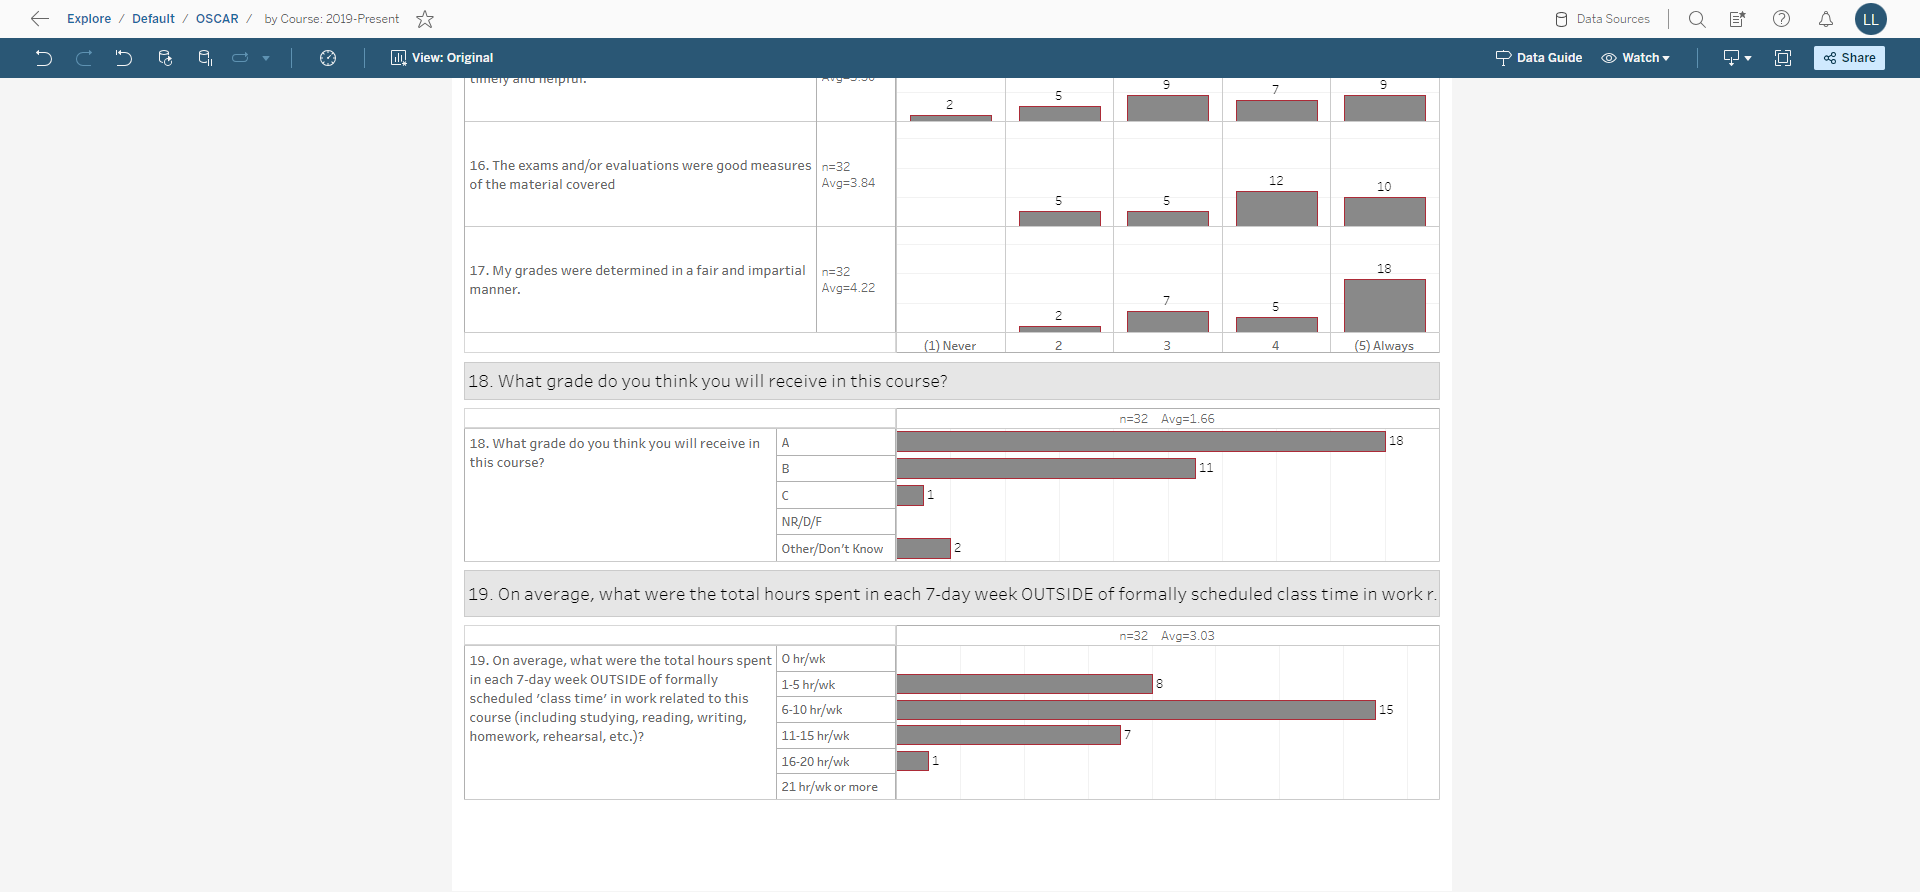 Explore / Default / OSCAR / by Course: 2019-Present
Data Sources
LL
View: Original
Data Guide
Watch
Share
timely and helpful.
2
5
9
7
9
16. The exams and/or evaluations were good measures
of the material covered
n=32
Avg=3.84
5
5
12
10
17. My grades were determined in a fair and impartial
manner.
n=32
Avg=4.22
2
7
5
18
(1) Never
2
3
4
(5) Always
18. What grade do you think you will receive in this course?
n=32 Avg=1.66
18. What grade do you think you will receive in
this course?
A
18
B
11
C
1
NR/D/F
Other/Don't Know
2
19. On average, what were the total hours spent in each 7-day week OUTSIDE of formally scheduled class time in work r.
n=32 Avg=3.03
19. On average, what were the total hours spent
in each 7-day week OUTSIDE of formally
scheduled 'class time' in work related to this
course (including studying, reading, writing,
homework, rehearsal, etc.)?
0 hr/wk
1-5 hr/wk
8
6-10 hr/wk
15
11-15 hr/wk
7
16-20 hr/wk
1
21 hr/wk or more